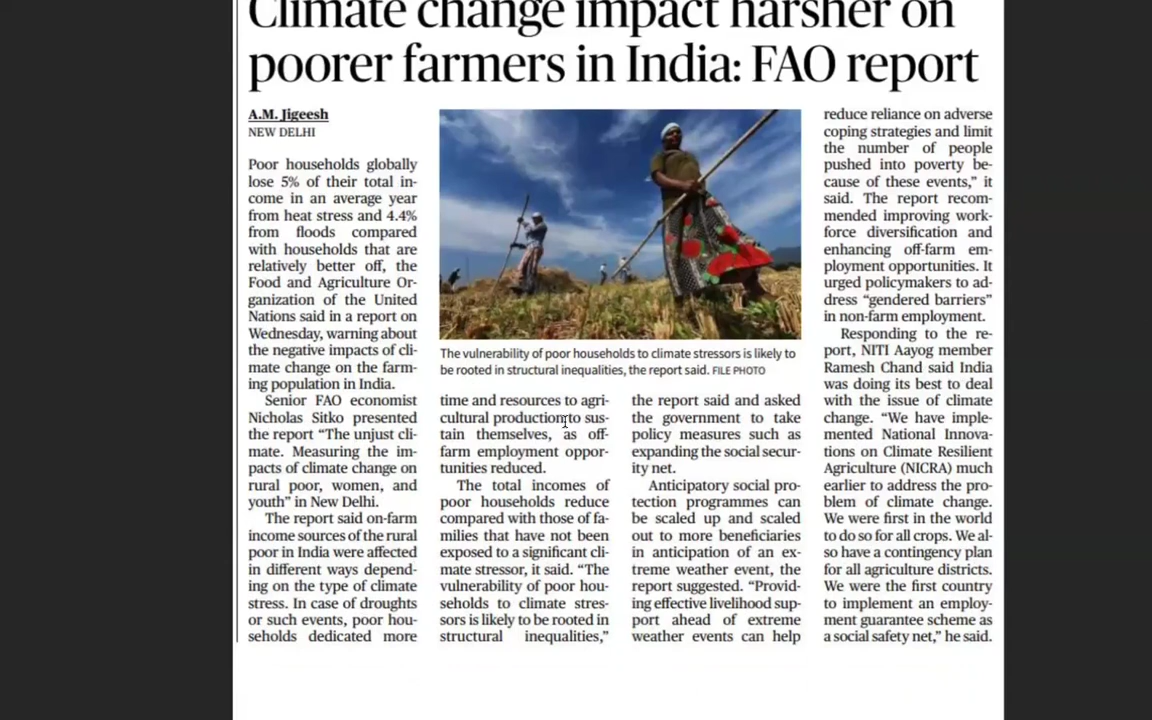 Climate change impact harsher on
poorer farmers in India: FAO report
A.M. Jigeesh
NEW DELHI
Poor households globally
lose 5% of their total in-
come in an average year
from heat stress and 4.4%
from floods compared
with households that are
relatively better off, the
Food and Agriculture Or-
ganization of the United
Nations said in a report on
Wednesday, warning about
the negative impacts of cli-
mate change on the farm-
ing population in India.
Senior FAO economist
Nicholas Sitko presented
the report “The unjust cli-
mate. Measuring the im-
pacts of climate change on
rural poor, women, and
youth” in New Delhi.
The report said on-farm
income sources of the rural
poor in India were affected
in different ways depend-
ing on the type of climate
stress. In case of droughts
or such events, poor hou-
seholds dedicated more
The vulnerability of poor households to climate stressors is likely to
be rooted in structural inequalities, the report said. FILE PHOTO
time and resources to agri-
cultural production to sus-
tain themselves, as off-
farm employment oppor-
tunities reduced.
The total incomes of
poor households reduce
compared with those of fa-
milies that have not been
exposed to a significant cli-
mate stressor, it said. “The
vulnerability of poor hou-
seholds to climate stres-
sors is likely to be rooted in
structural inequalities,”
the report said and asked
the government to take
policy measures such as
expanding the social secur-
ity net.
Anticipatory social pro-
tection programmes can
be scaled up and scaled
out to more beneficiaries
in anticipation of an ex-
treme weather event, the
report suggested. “Provid-
ing effective livelihood sup-
port ahead of extreme
weather events can help
reduce reliance on adverse
coping strategies and limit
the number of people
pushed into poverty be-
cause of these events,” it
said. The report recom-
mended improving work-
force diversification and
enhancing off-farm em-
ployment opportunities. It
urged policymakers to ad-
dress “gendered barriers”
in non-farm employment.
Responding to the re-
port, NITI Aayog member
Ramesh Chand said India
was doing its best to deal
with the issue of climate
change. “We have imple-
mented National Innova-
tions on Climate Resilient
Agriculture (NICRA) much
earlier to address the pro-
blem of climate change.
We were first in the world
to do so for all crops. We al-
so have a contingency plan
for all agriculture districts.
We were the first country
to implement an employ-
ment guarantee scheme as
a social safety net,” he said.